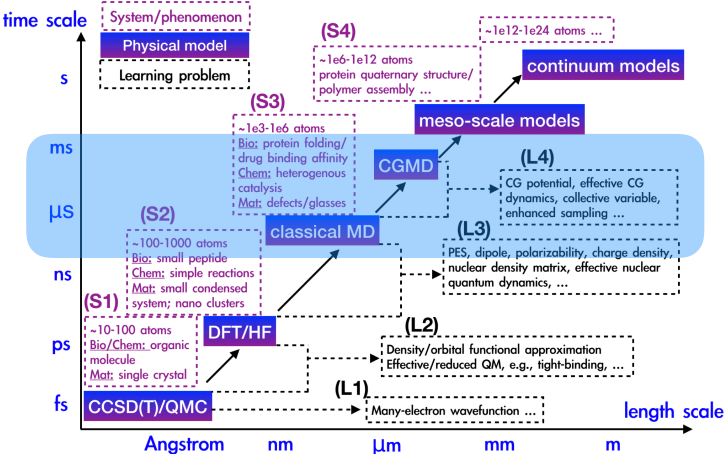 time scale
System/phenomenon
Physical model
Learning problem
(S4)
~1e12-1e24 atoms ...
~1e6-1e12 atoms
protein quaternary structure/
polymer assembly ...
continuum models
s
(S3)
meso-scale models
~1e3-1e6 atoms
Bio: protein folding/
drug binding affinity
Chem: heterogenous
catalysis
Mat: defects/glasses
ms
CGMD
(L4)
CG potential, effective CG
dynamics, collective variable,
enhanced sampling ...
μs
(S2)
classical MD
(L3)
~100-1000 atoms
Bio: small peptide
Chem: simple reactions
Mat: small condensed
system; nano clusters
PES, dipole, polarizability, charge density,
nuclear density matrix, effective nuclear
quantum dynamics, ...
ns
(S1)
DFT/HF
(L2)
~10-100 atoms
Bio/Chem: organic
molecule
Mat: single crystal
Density/orbital functional approximation
Effective/reduced QM, e.g., tight-binding, ...
ps
(L1)
fs
CCSD(T)/QMC
Many-electron wavefunction ...
length scale
Angstrom
nm
μm
mm
m